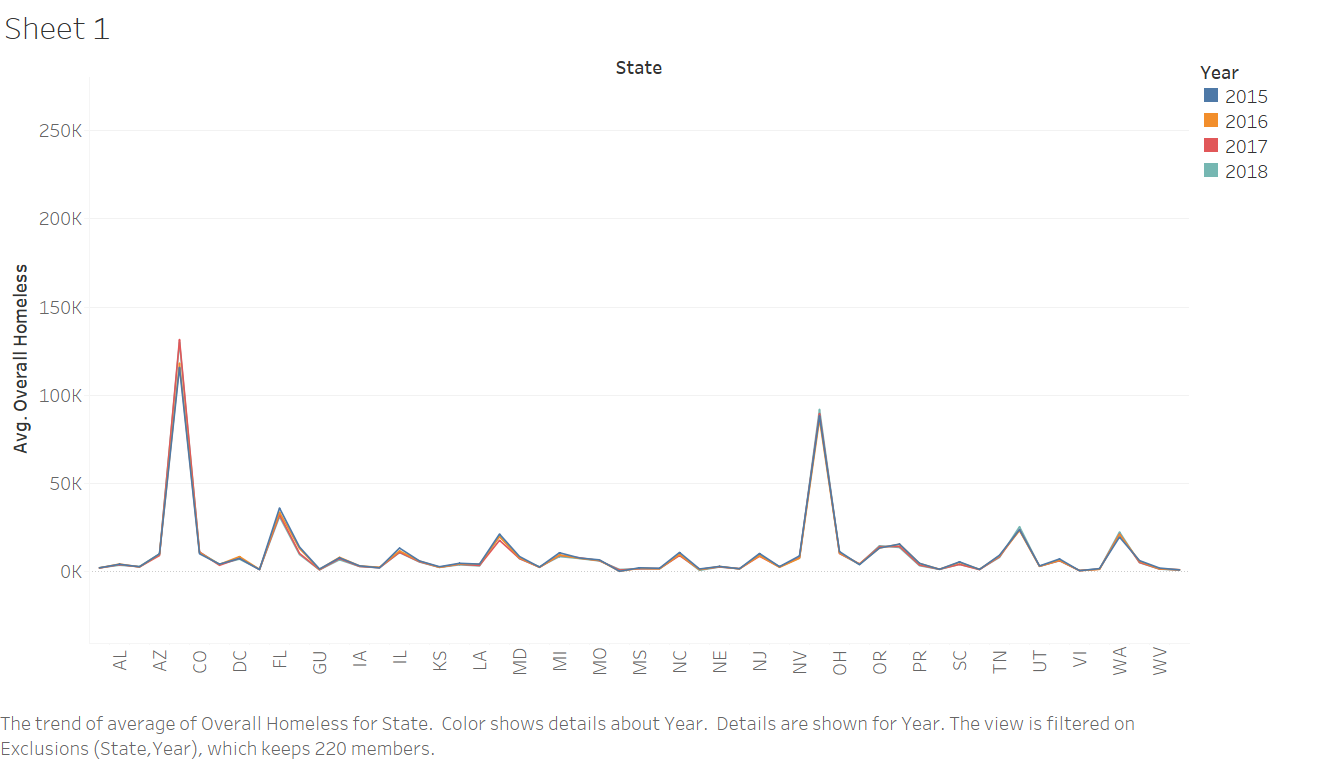 Sheet 1
State
Year
2015
2016
2017
2018
250K
200K
150K
100K
50K
0K
Avg. Overall Homeless
AL AZ CO DC FL GU IA IL KS LA MD MI MO MS NC NE NJ NV OH OR PR SC TN UT VI WA WV
The trend of average of Overall Homeless for State.  Color shows details about Year.  Details are shown for Year. The view is filtered on
Exclusions (State,Year), which keeps 220 members.